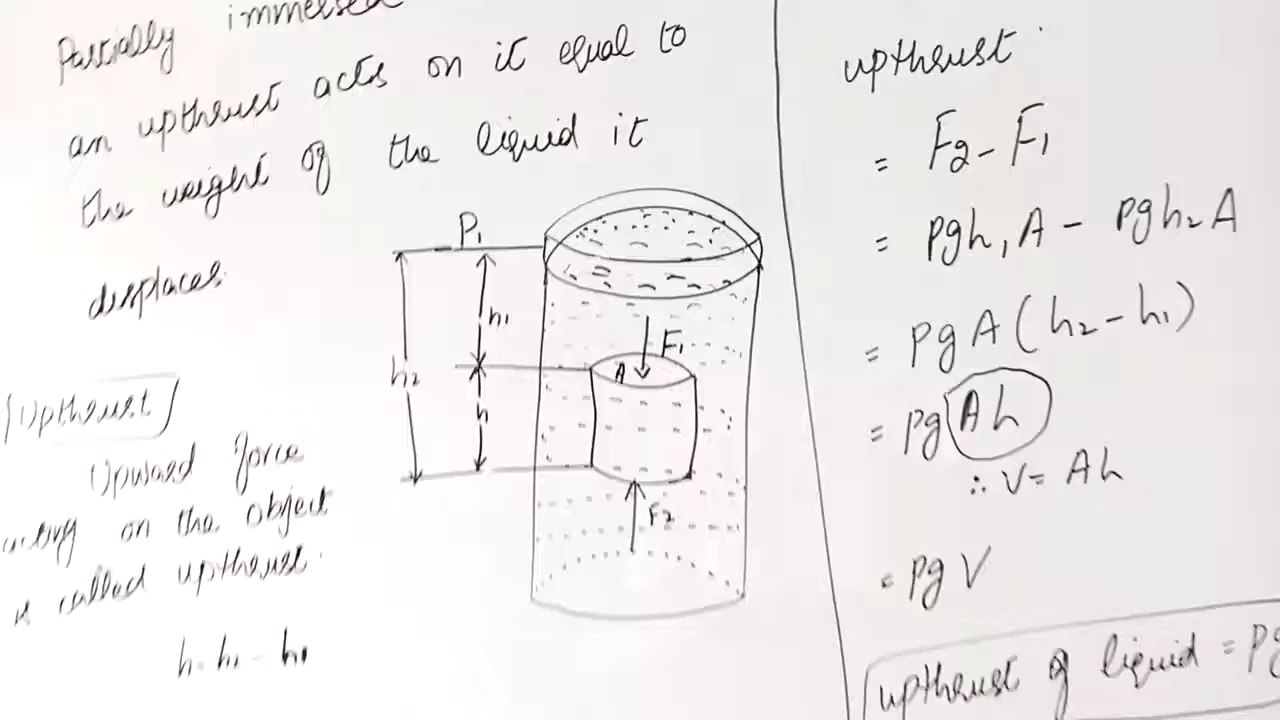 Partially immersed
an upthrust acts on it equal to
the weight of the liquid it
displaces.
P₁
h₁
h₂
h
F₁
A
F₂
Upthrust
Upward force
acting on the object
is called upthrust.
h = h₂ - h₁
upthrust
= F₂ - F₁
= ρgh₁A - ρgh₂A
= ρgA(h₂ - h₁)
= ρgAh
∴ V = Ah
= ρgV
upthrust of liquid = ρg